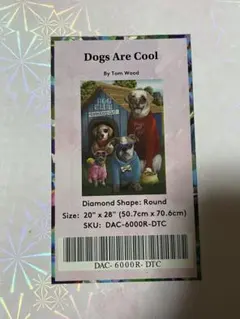 Dogs Are Cool
By Tom Wood
Diamond Shape: Round
Size: 20" x 28" (50.7cm x 70.6cm)
SKU: DAC-6000R-DTC
DAC- 6000R- DTC